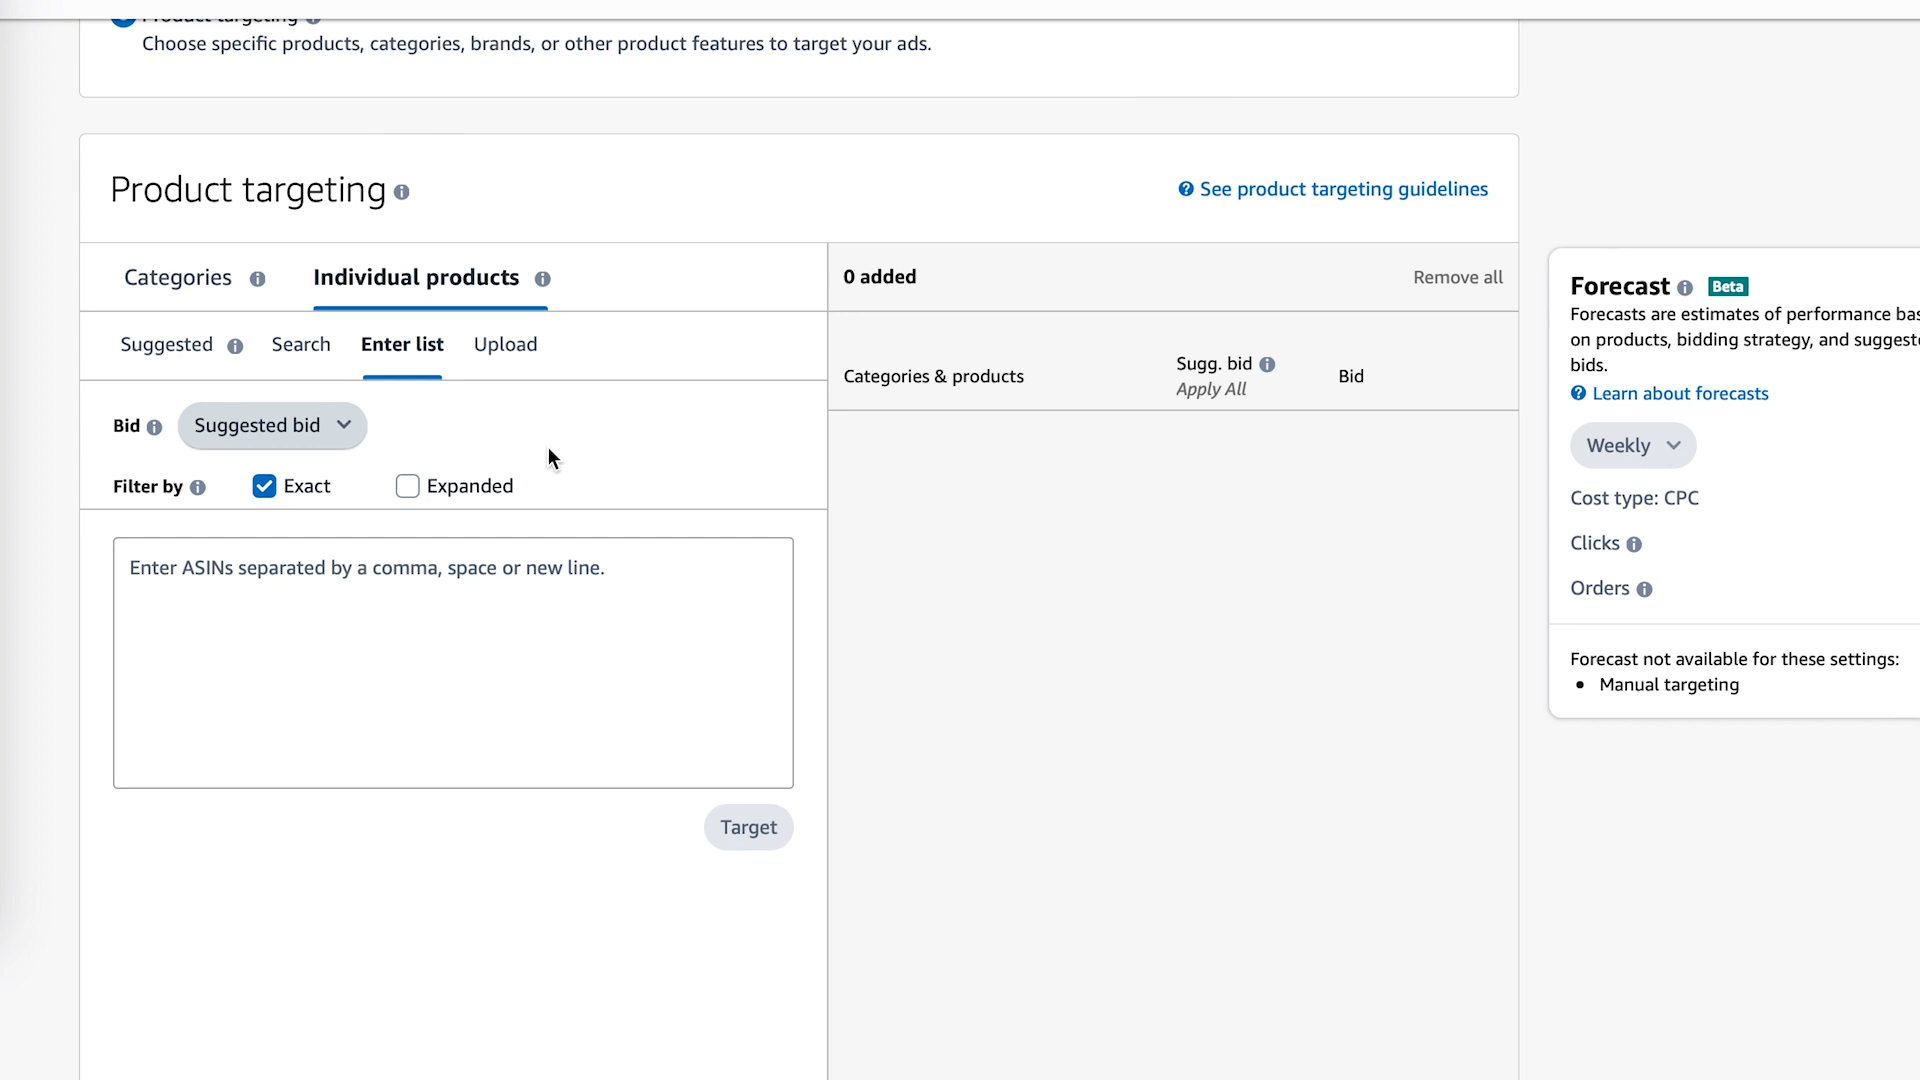 Product targeting
Choose specific products, categories, brands, or other product features to target your ads.
Product targeting
See product targeting guidelines
Categories
Individual products
0 added
Remove all
Suggested
Search
Enter list
Upload
Categories & products
Sugg. bid
Apply All
Bid
Bid
Suggested bid
Filter by
Exact
Expanded
Enter ASINs separated by a comma, space or new line.
Target
Forecast
Beta
Forecasts are estimates of performance bas
on products, bidding strategy, and suggeste
bids.
Learn about forecasts
Weekly
Cost type: CPC
Clicks
Orders
Forecast not available for these settings:
• Manual targeting